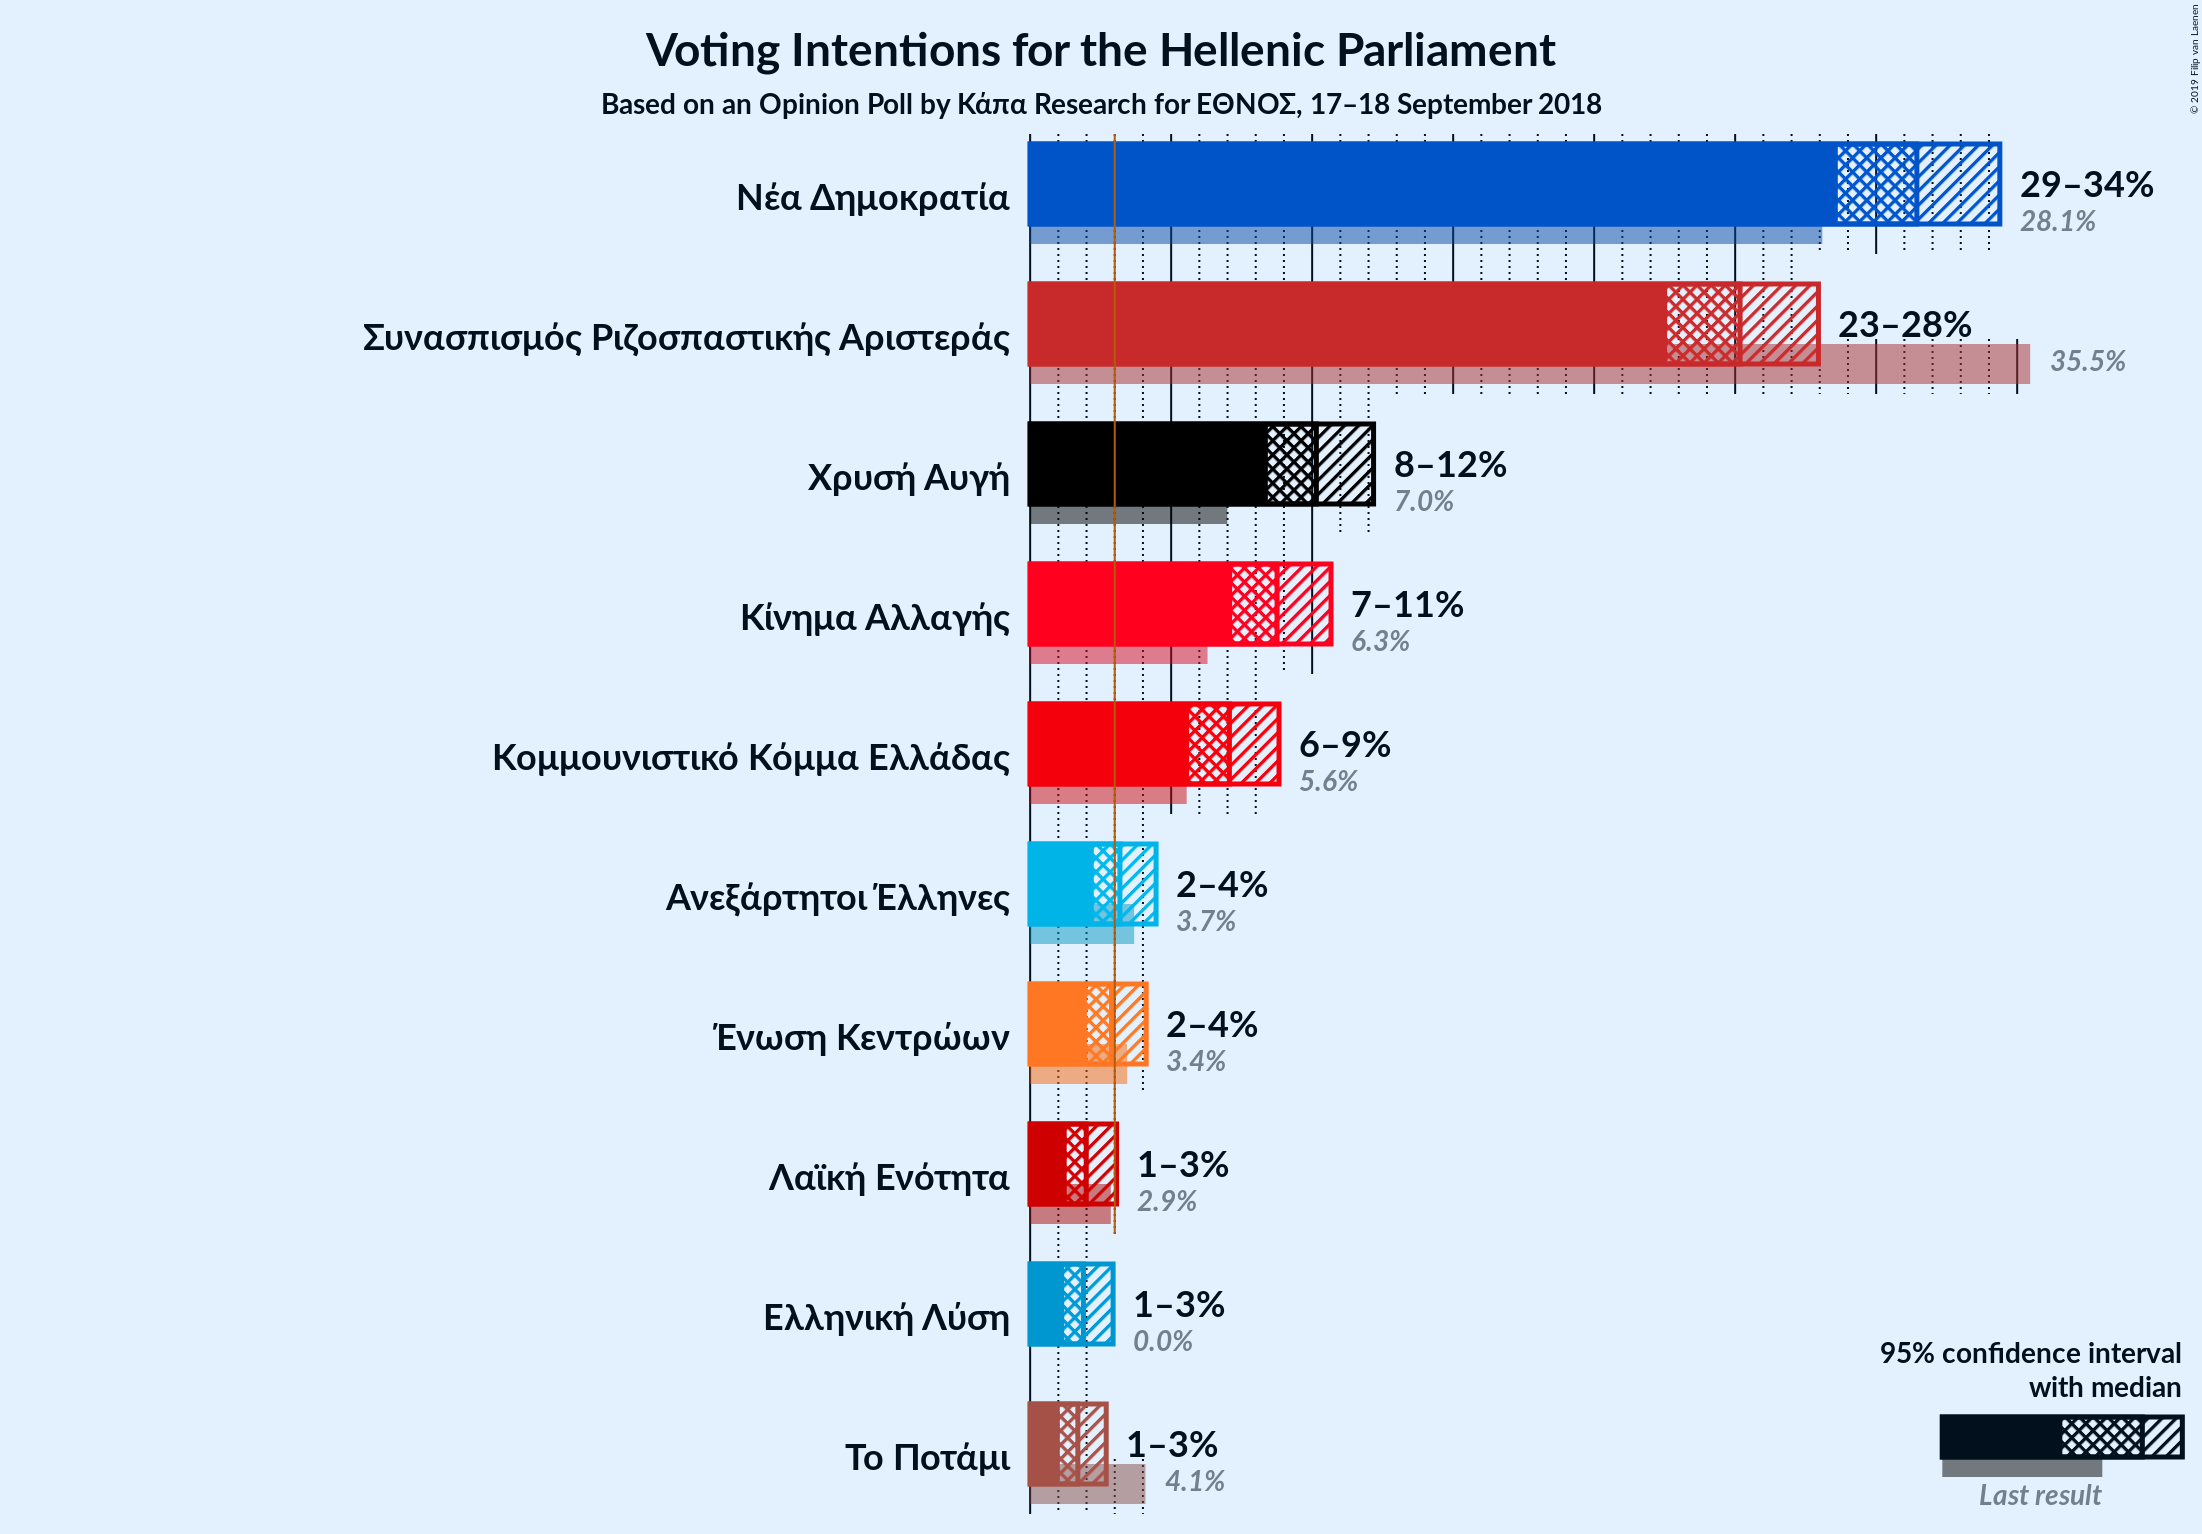 Voting Intentions for the Hellenic Parliament
Based on an Opinion Poll by Κάπα Research for ΕΘΝΟΣ, 17–18 September 2018
© 2019 Filip van Laenen
Νέα Δημοκρατία
29–34%
28.1%
Συνασπισμός Ριζοσπαστικής Αριστεράς
23–28%
35.5%
Χρυσή Αυγή
8–12%
7.0%
Κίνημα Αλλαγής
7–11%
6.3%
Κομμουνιστικό Κόμμα Ελλάδας
6–9%
5.6%
Ανεξάρτητοι Έλληνες
2–4%
3.7%
Ένωση Κεντρώων
2–4%
3.4%
Λαϊκή Ενότητα
1–3%
2.9%
Ελληνική Λύση
1–3%
0.0%
Το Ποτάμι
1–3%
4.1%
95% confidence interval
with median
Last result